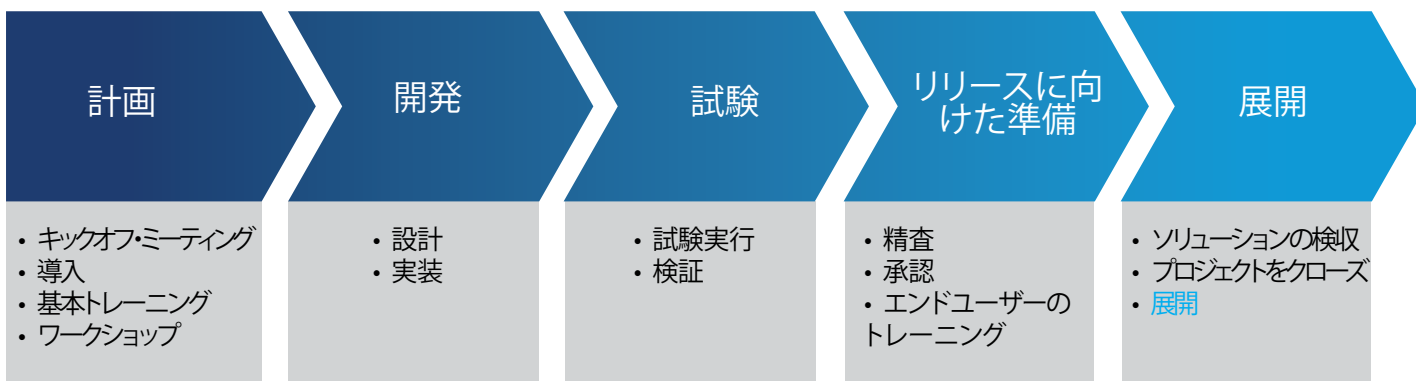 計画
開発
試験
リリースに向
けた準備
展開
• キックオフ・ミーティング
• 導入
• 基本トレーニング
• ワークショップ
• 設計
• 実装
• 試験実行
• 検証
• 精査
• 承認
• エンドユーザーの
トレーニング
• ソリューションの検収
• プロジェクトをクローズ
• 展開